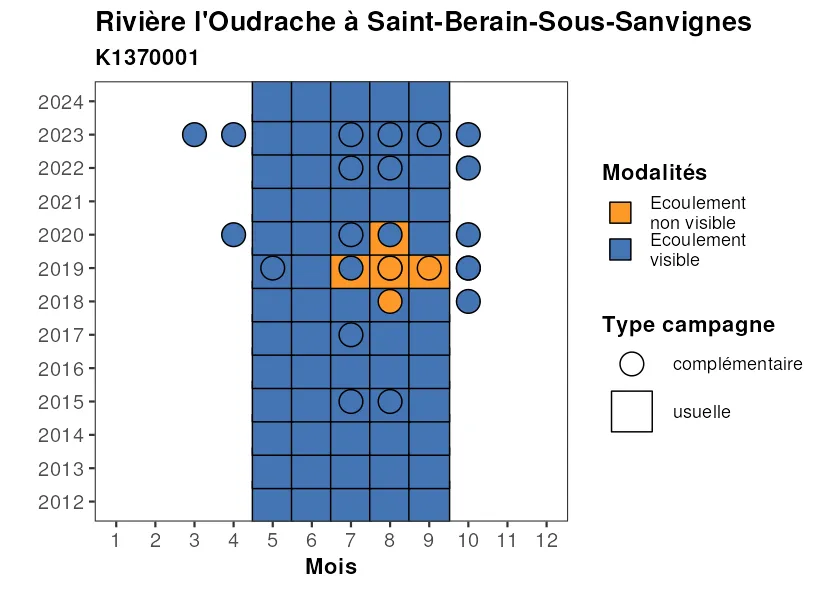 Rivière l'Oudrache à Saint-Berain-Sous-Sanvignes
K1370001
2024
2023
2022
2021
2020
2019
2018
2017
2016
2015
2014
2013
2012
1 2 3 4 5 6 7 8 9 10 11 12
Mois
Modalités
Ecoulement
non visible
Ecoulement
visible
Type campagne
complémentaire
usuelle